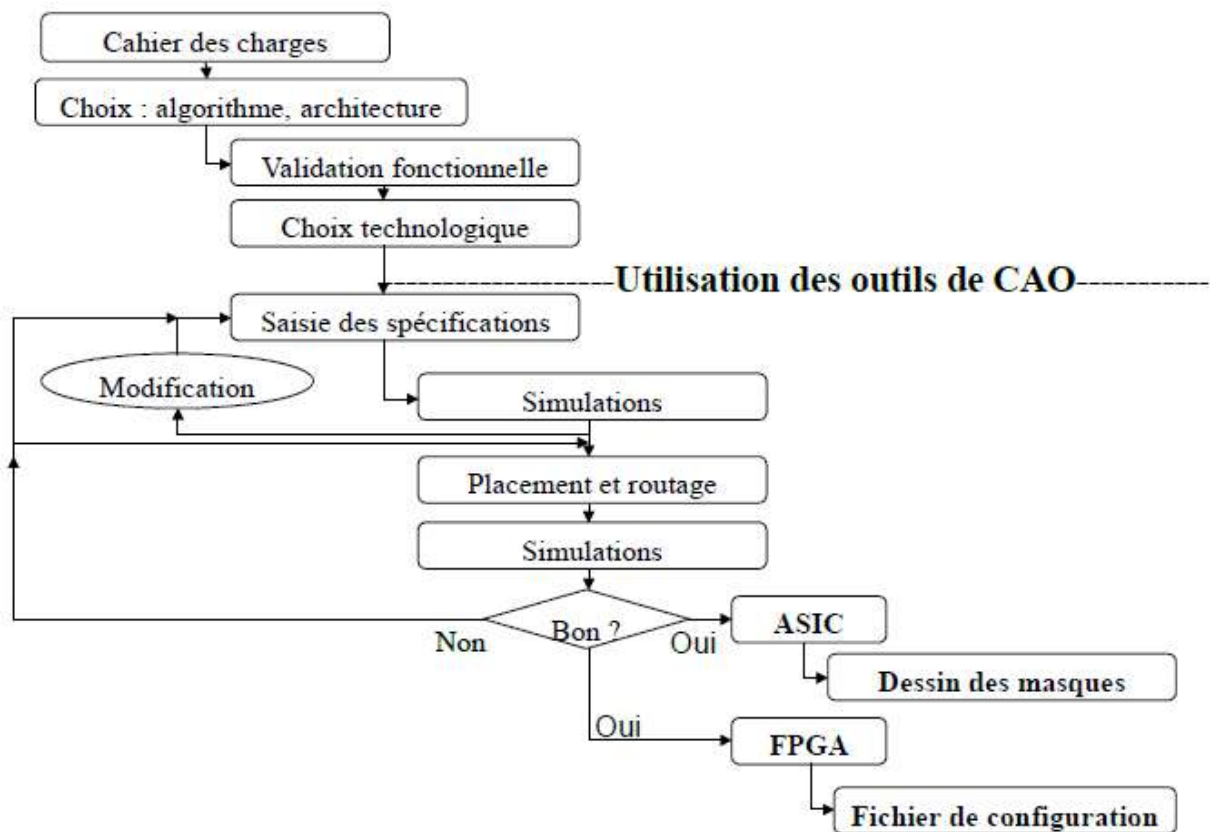 Cahier des charges
Choix : algorithme, architecture
Validation fonctionnelle
Choix technologique
Utilisation des outils de CAO
Saisie des spécifications
Modification
Simulations
Placement et routage
Simulations
Bon ?
Non
Oui
ASIC
Dessin des masques
Oui
FPGA
Fichier de configuration